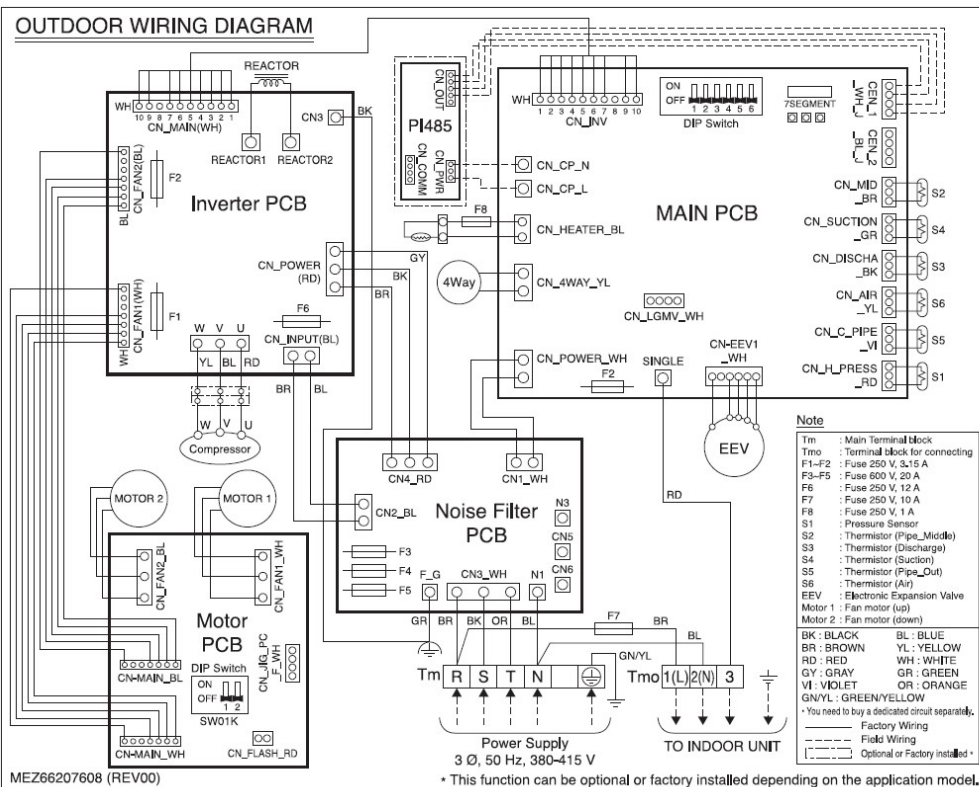 OUTDOOR WIRING DIAGRAM
REACTOR
WH
10 9 8 7 6 5 4 3 2 1
CN_MAIN(WH)
REACTOR1
REACTOR2
CN3
BK
CN_FAN2(BL)
BL
F2
Inverter PCB
CN_POWER
(RD)
GY
BK
BR
F6
CN_INPUT(BL)
BR
BL
CN_FAN1(WH)
WH
F1
W V U
YL BL RD
W V U
Compressor
CN_OUT
PI485
CN_COMM
CN_PWR
F8
4Way
WH
1 2 3 4 5 6 7 8 9 10
CN_INV
ON
OFF
1 2 3 4 5 6
DIP Switch
7SEGMENT
CEN_1
_WH_J
CEN_2
_BL_J
CN_CP_N
CN_CP_L
MAIN PCB
CN_HEATER_BL
CN_4WAY_YL
CN_LGMV_WH
CN_POWER_WH
F2
SINGLE
CN-EEV1
_WH
EEV
RD
CN_MID
_BR
S2
CN_SUCTION
_GR
S4
CN_DISCHA
_BK
S3
CN_AIR
_YL
S6
CN_C_PIPE
_VI
S5
CN_H_PRESS
_RD
S1
MOTOR 2
MOTOR 1
CN_FAN2_BL
CN_FAN1_WH
Motor
PCB
CN-MAIN_BL
DIP Switch
ON
OFF
1 2
SW01K
CN_JIG_PC
F_WH
CN-MAIN_WH
CN_FLASH_RD
CN4_RD
CN1_WH
CN2_BL
Noise Filter
PCB
N3
CN5
CN6
F3
F4
F5
F_G
CN3_WH
N1
GR BR BK OR BL
F7
BR
BL
GN/YL
Tm R S T N
Tmo 1(L) 2(N) 3
Power Supply
3 Ø, 50 Hz, 380-415 V
TO INDOOR UNIT
Note
Tm : Main Terminal block
Tmo : Terminal block for connecting
F1~F2 : Fuse 250 V, 3.15 A
F3~F5 : Fuse 600 V, 20 A
F6 : Fuse 250 V, 12 A
F7 : Fuse 250 V, 10 A
F8 : Fuse 250 V, 1 A
S1 : Pressure Sensor
S2 : Thermistor (Pipe_Middle)
S3 : Thermistor (Discharge)
S4 : Thermistor (Suction)
S5 : Thermistor (Pipe_Out)
S6 : Thermistor (Air)
EEV : Electronic Expansion Valve
Motor 1 : Fan motor (up)
Motor 2 : Fan motor (down)
BK : BLACK BL : BLUE
BR : BROWN YL : YELLOW
RD : RED WH : WHITE
GY : GRAY GR : GREEN
VI : VIOLET OR : ORANGE
GN/YL : GREEN/YELLOW
* You need to buy a dedicated circuit separately.
Factory Wiring
Field Wiring
Optional or Factory installed *
MEZ66207608 (REV00)
* This function can be optional or factory installed depending on the application model.